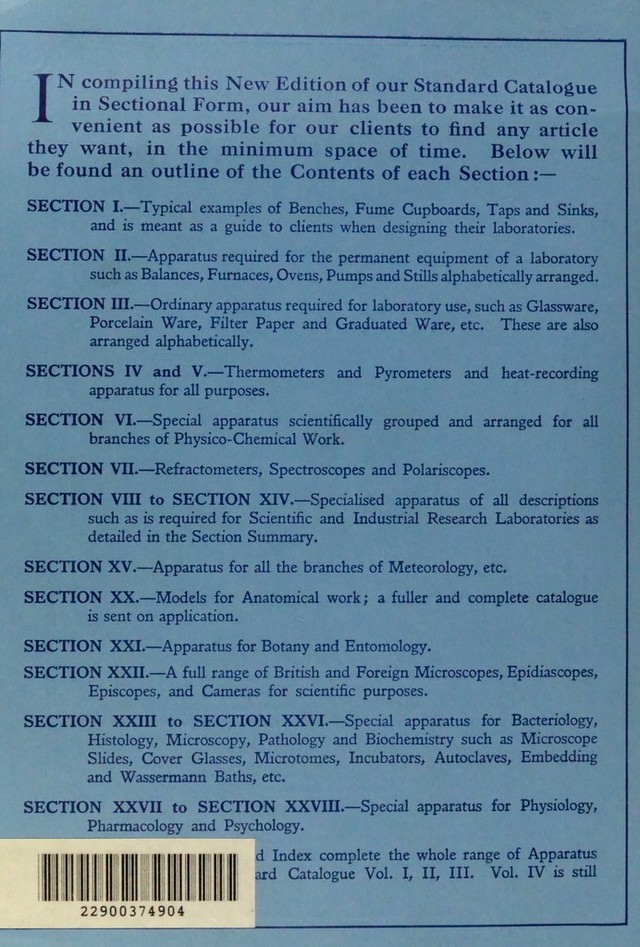 IN compiling this New Edition of our Standard Catalogue
in Sectional Form, our aim has been to make it as con-
venient as possible for our clients to find any article
they want, in the minimum space of time. Below will
be found an outline of the Contents of each Section:—
SECTION I.—Typical examples of Benches, Fume Cupboards, Taps and Sinks,
and is meant as a guide to clients when designing their laboratories.
SECTION II.—Apparatus required for the permanent equipment of a laboratory
such as Balances, Furnaces, Ovens, Pumps and Stills alphabetically arranged.
SECTION III.—Ordinary apparatus required for laboratory use, such as Glassware,
Porcelain Ware, Filter Paper and Graduated Ware, etc. These are also
arranged alphabetically.
SECTIONS IV and V.—Thermometers and Pyrometers and heat-recording
apparatus for all purposes.
SECTION VI.—Special apparatus scientifically grouped and arranged for all
branches of Physico-Chemical Work.
SECTION VII.—Refractometers, Spectroscopes and Polariscopes.
SECTION VIII to SECTION XIV.—Specialised apparatus of all descriptions
such as is required for Scientific and Industrial Research Laboratories as
detailed in the Section Summary.
SECTION XV.—Apparatus for all the branches of Meteorology, etc.
SECTION XX.—Models for Anatomical work; a fuller and complete catalogue
is sent on application.
SECTION XXI.—Apparatus for Botany and Entomology.
SECTION XXII.—A full range of British and Foreign Microscopes, Epidiascopes,
Episcopes, and Cameras for scientific purposes.
SECTION XXIII to SECTION XXVI.—Special apparatus for Bacteriology,
Histology, Microscopy, Pathology and Biochemistry such as Microscope
Slides, Cover Glasses, Microtomes, Incubators, Autoclaves, Embedding
and Wassermann Baths, etc.
SECTION XXVII to SECTION XXVIII.—Special apparatus for Physiology,
Pharmacology and Psychology.
Index complete the whole range of Apparatus
Catalogue Vol. I, II, III. Vol. IV is still
22900374904